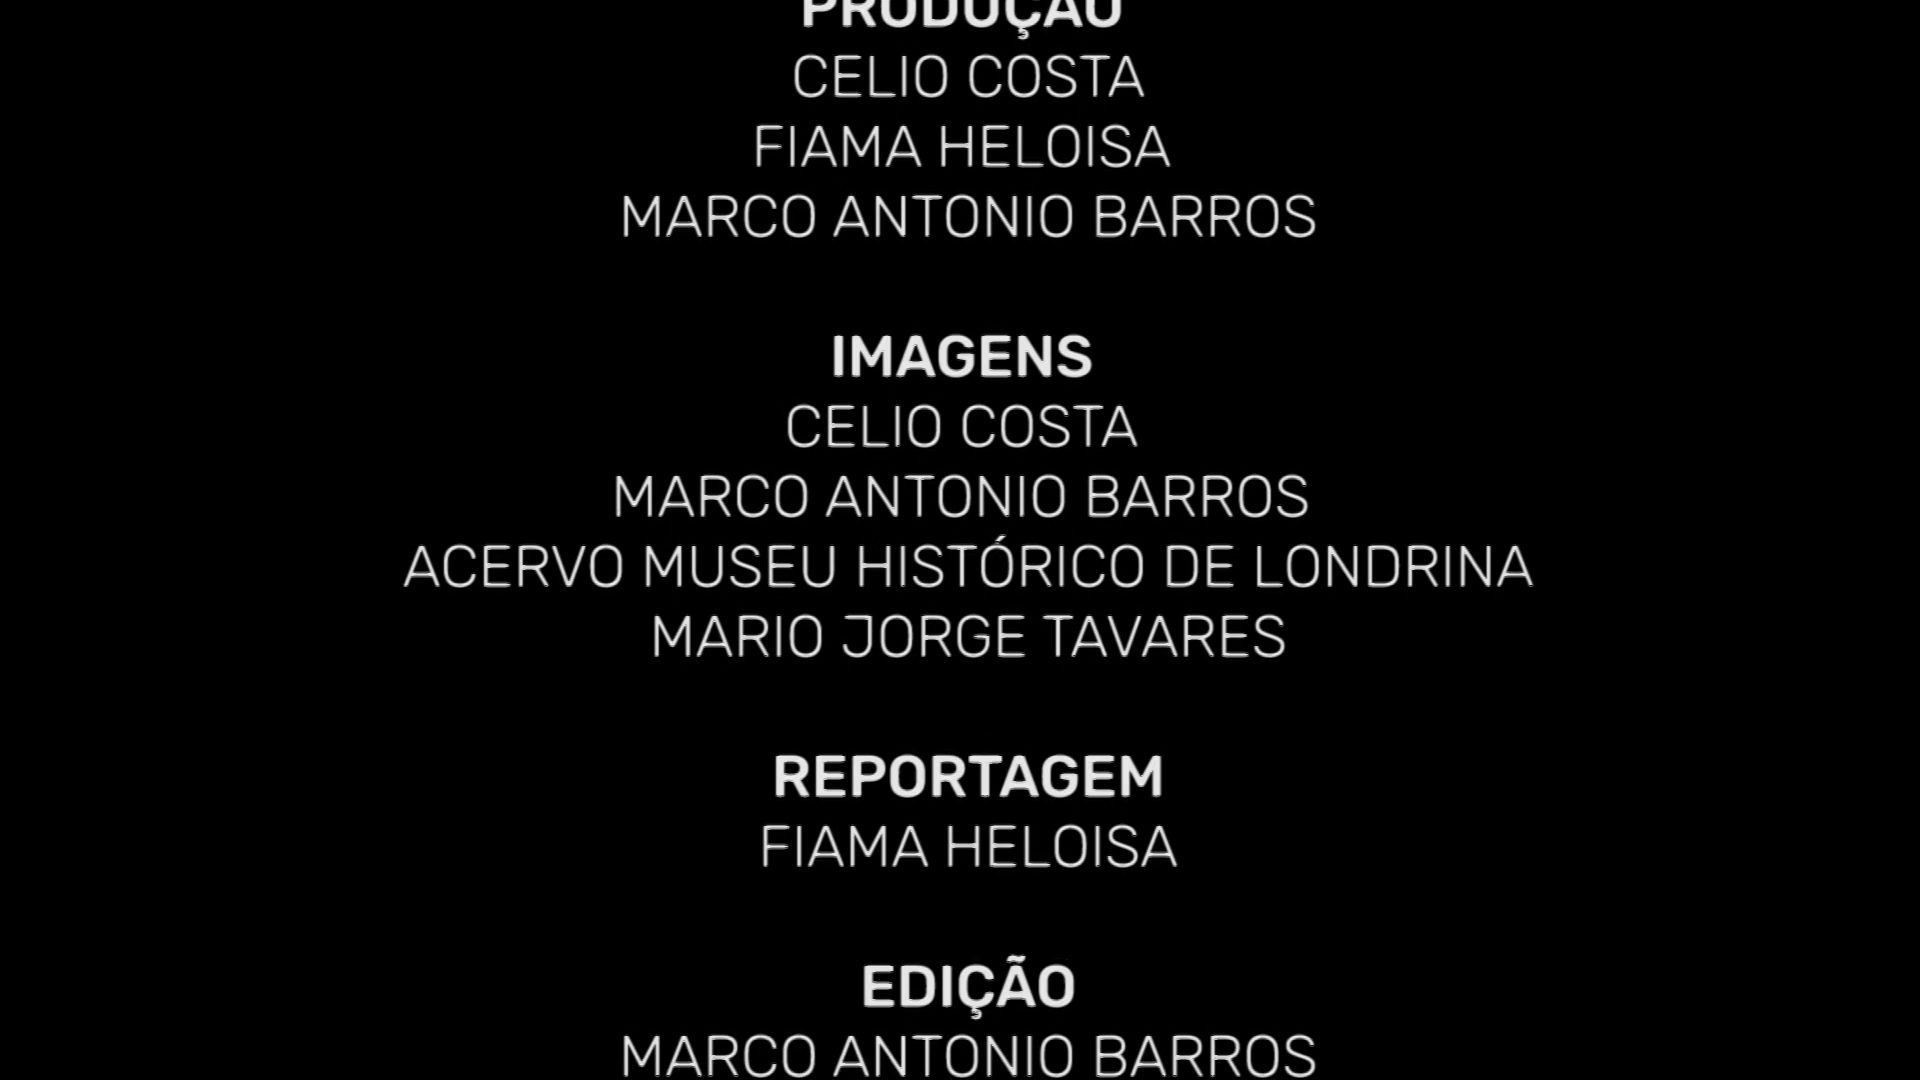 PRODUÇÃO
CELIO COSTA
FIAMA HELOISA
MARCO ANTONIO BARROS
IMAGENS
CELIO COSTA
MARCO ANTONIO BARROS
ACERVO MUSEU HISTÓRICO DE LONDRINA
MARIO JORGE TAVARES
REPORTAGEM
FIAMA HELOISA
EDIÇÃO
MARCO ANTONIO BARROS